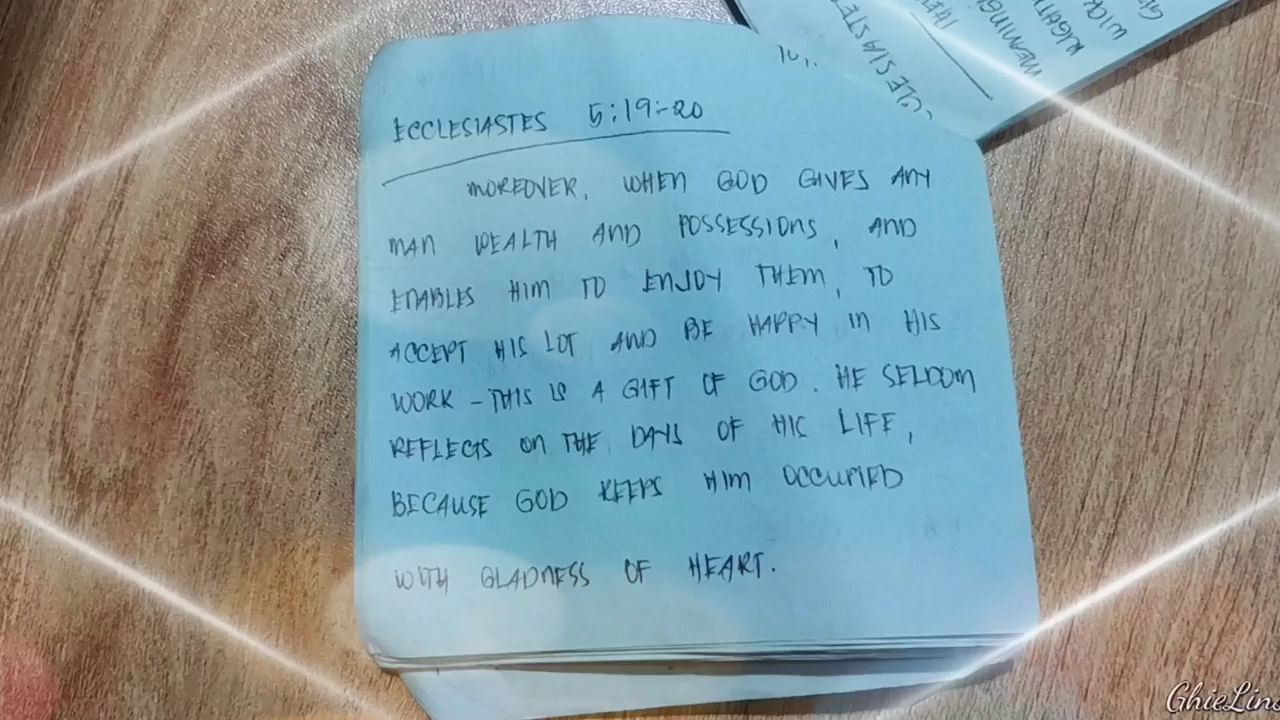 ECCLESIASTES 5:19-20
MOREOVER, WHEN GOD GIVES ANY
MAN WEALTH AND POSSESSIONS, AND
ENABLES HIM TO ENJOY THEM, TO
ACCEPT HIS LOT AND BE HAPPY IN HIS
WORK - THIS IS A GIFT OF GOD. HE SELDOM
REFLECTS ON THE DAYS OF HIS LIFE,
BECAUSE GOD KEEPS HIM OCCUPIED
WITH GLADNESS OF HEART.